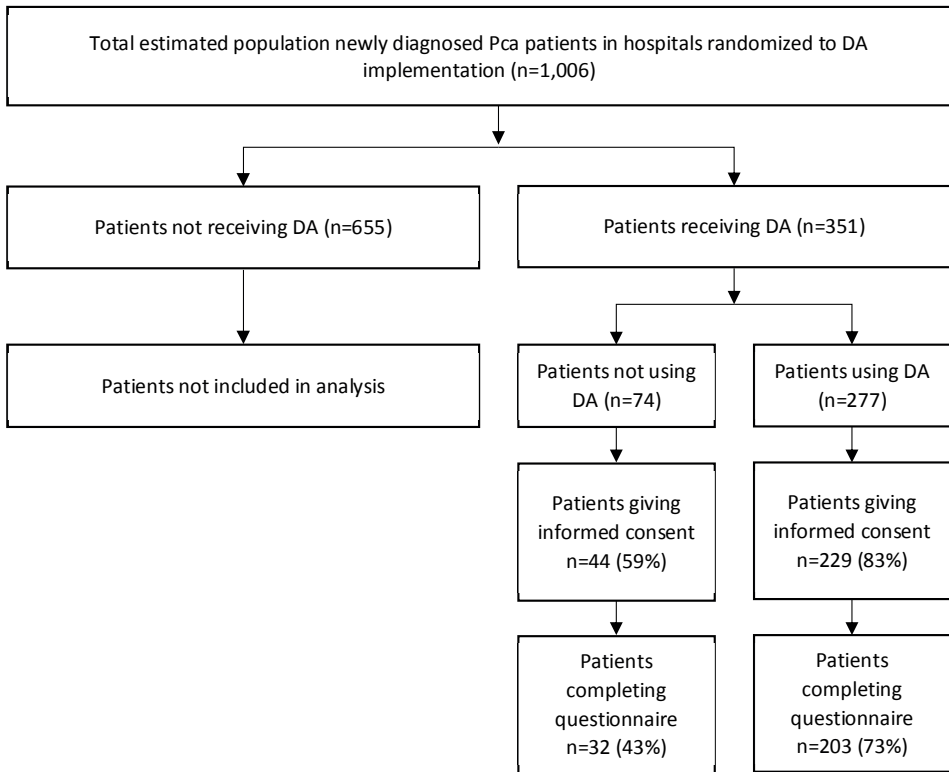 Total estimated population newly diagnosed Pca patients in hospitals randomized to DA
implementation (n=1,006)
Patients not receiving DA (n=655)
Patients receiving DA (n=351)
Patients not included in analysis
Patients not using
DA (n=74)
Patients using DA
(n=277)
Patients giving
informed consent
n=44 (59%)
Patients giving
informed consent
n=229 (83%)
Patients
completing
questionnaire
n=32 (43%)
Patients
completing
questionnaire
n=203 (73%)